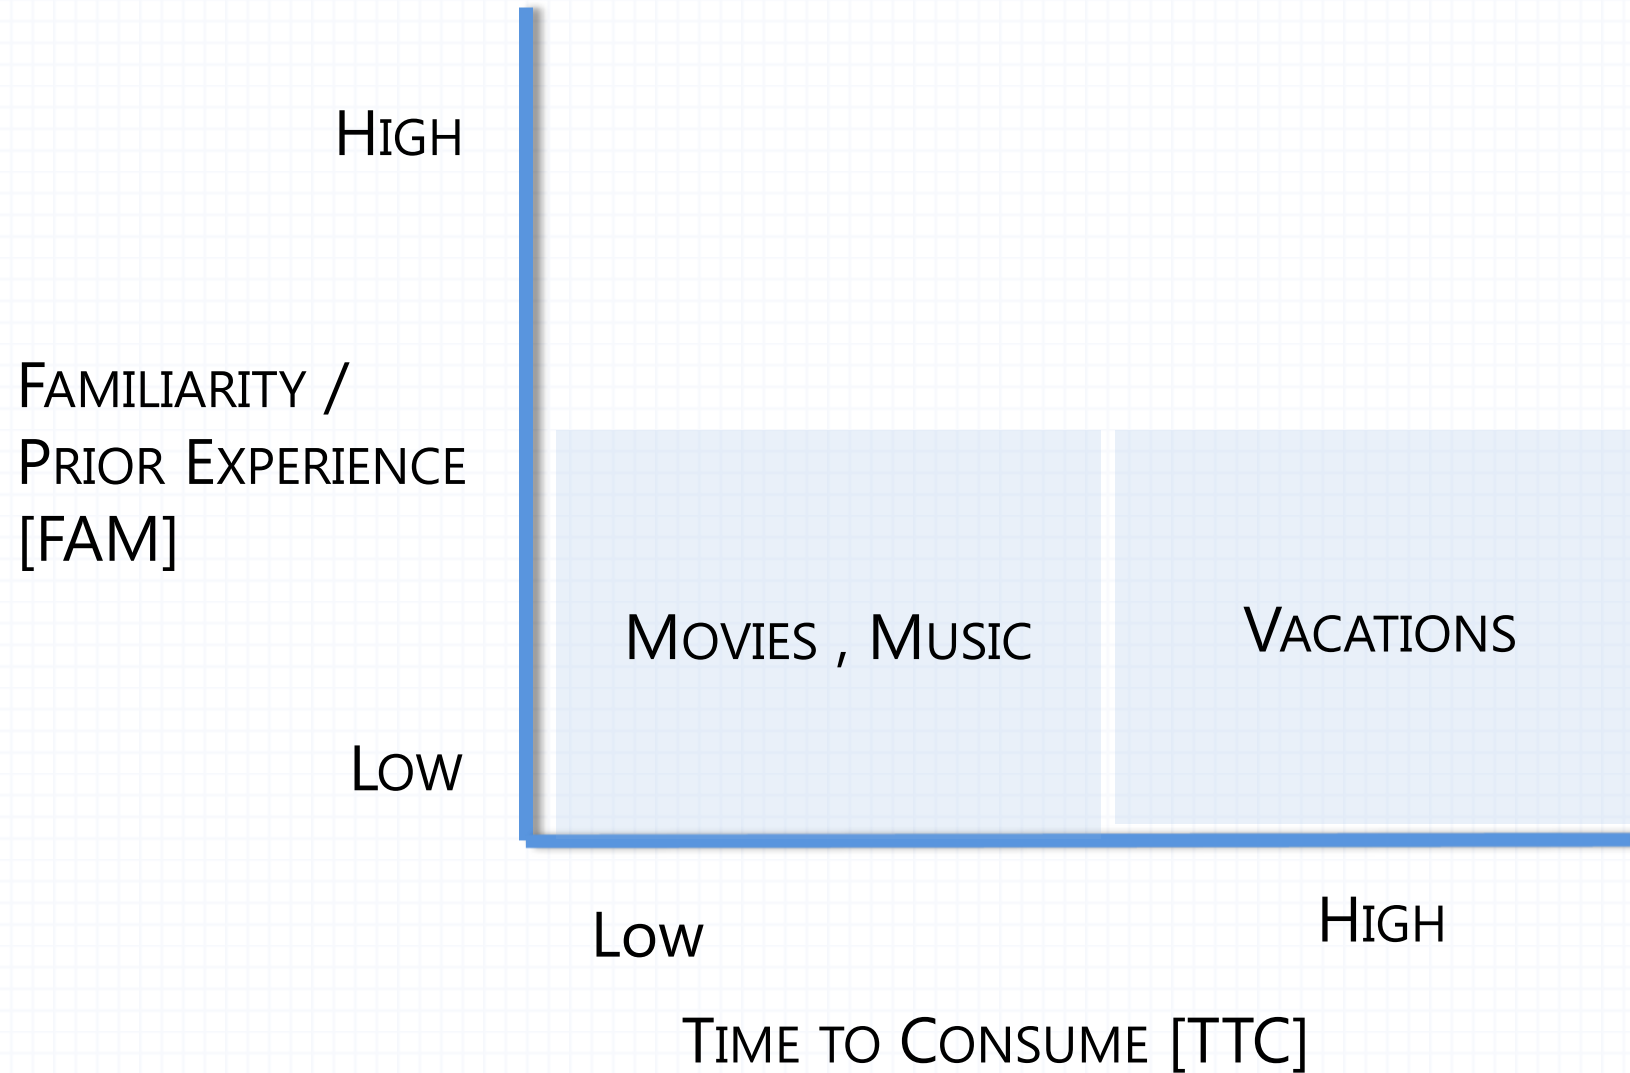 High
Familiarity /
Prior Experience
[FAM]
Movies , Music
Vacations
Low
Low
High
Time to Consume [TTC]